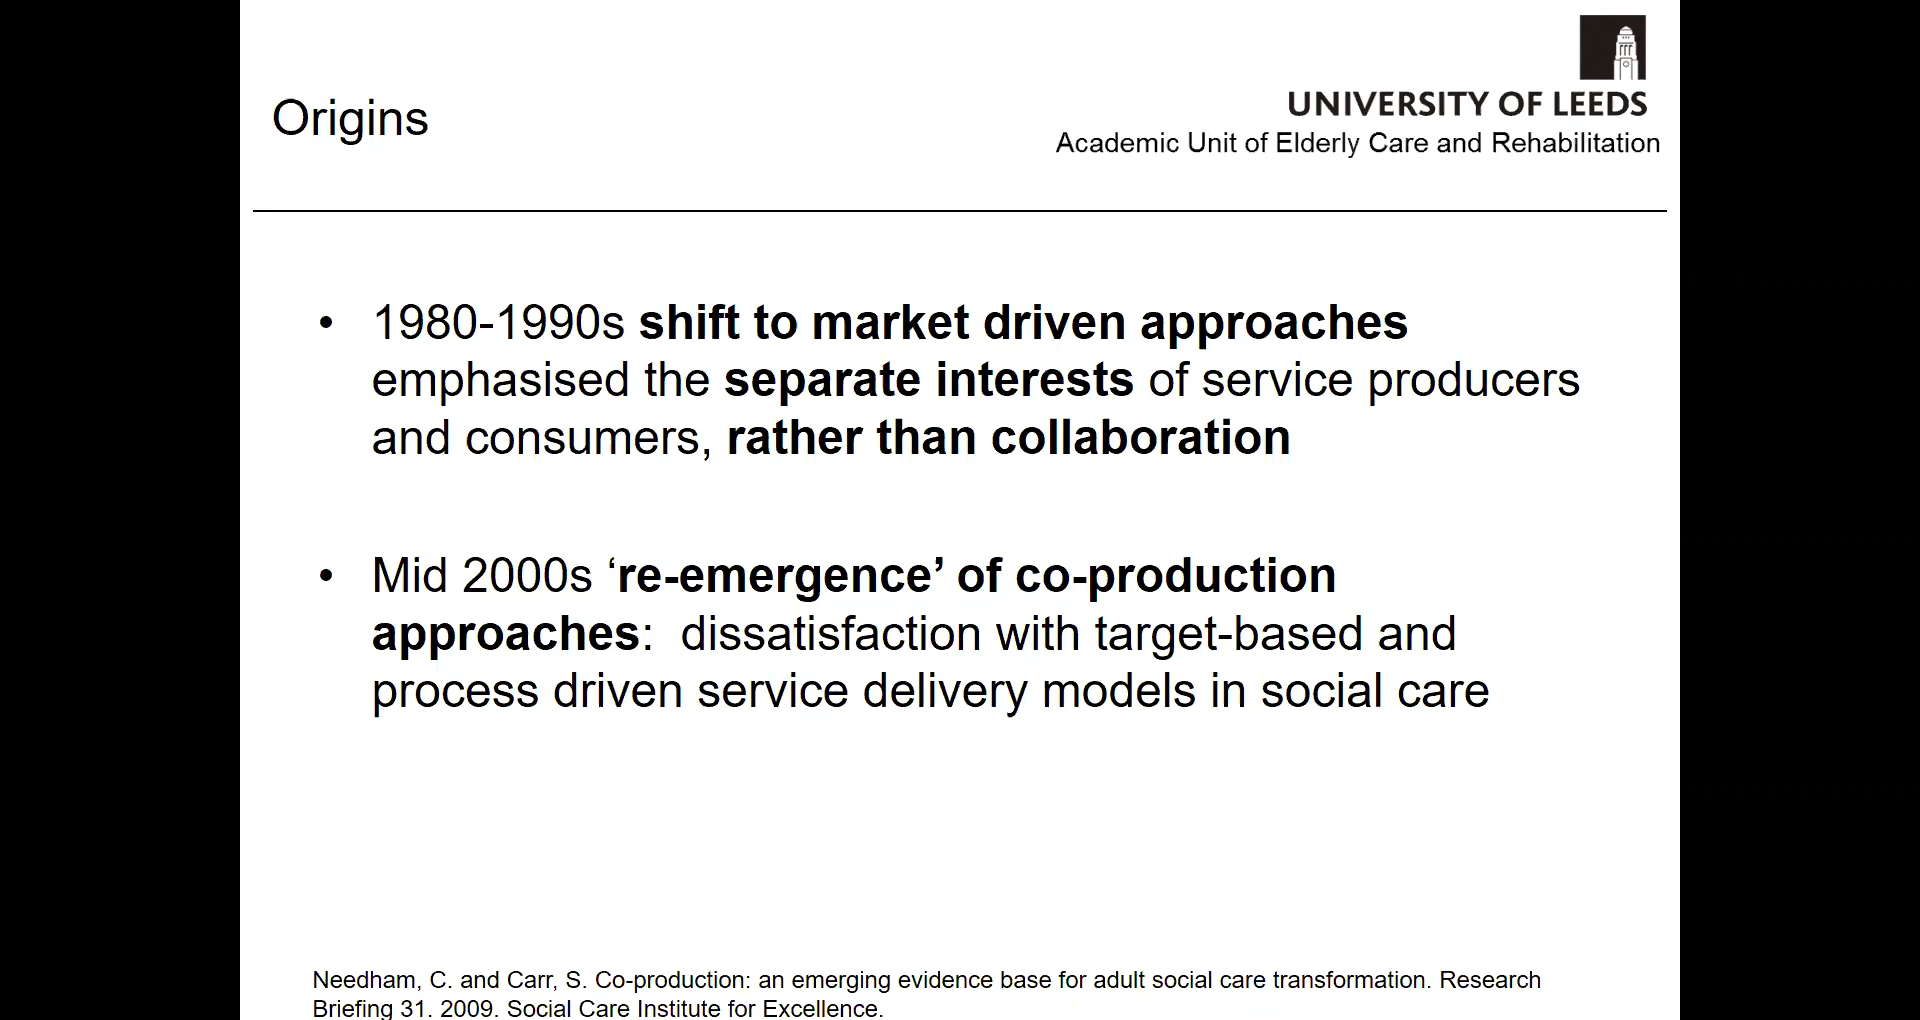 Origins
UNIVERSITY OF LEEDS
Academic Unit of Elderly Care and Rehabilitation
• 1980-1990s shift to market driven approaches
emphasised the separate interests of service producers
and consumers, rather than collaboration
• Mid 2000s ‘re-emergence’ of co-production
approaches:  dissatisfaction with target-based and
process driven service delivery models in social care
Needham, C. and Carr, S. Co-production: an emerging evidence base for adult social care transformation. Research
Briefing 31. 2009. Social Care Institute for Excellence.